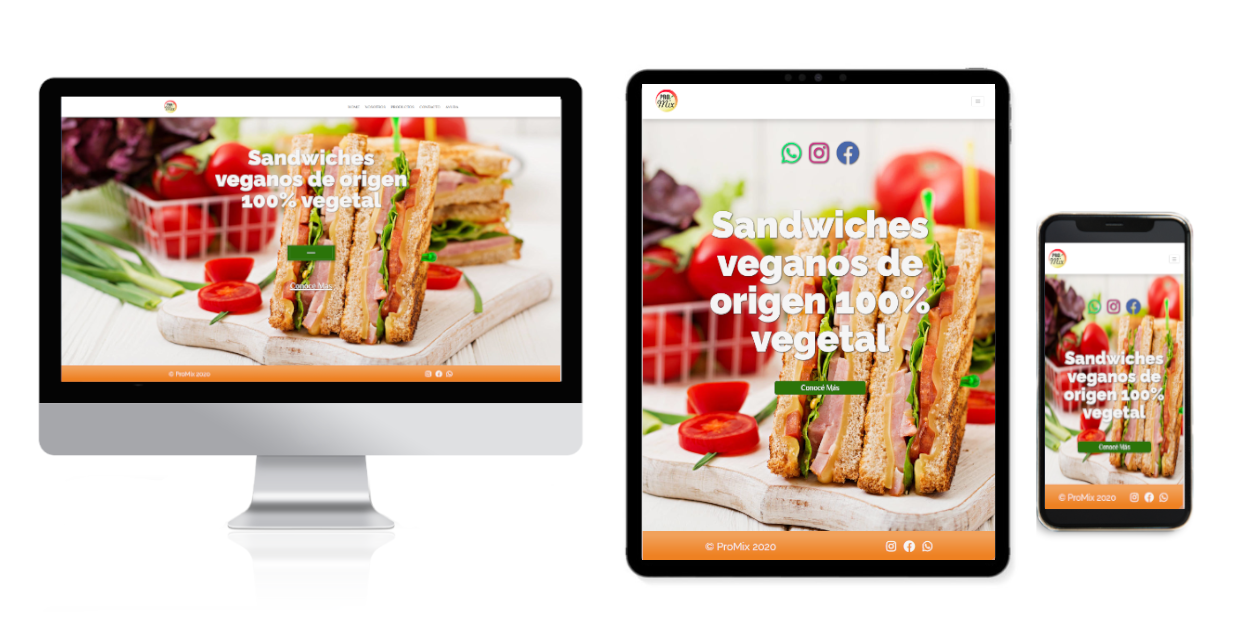 HOME NOSOTROS PRODUCTOS CONTACTO AYUDA
Sandwiches
veganos de origen
100% vegetal
Conocé Más
© ProMix 2020
PRO
Mix
Sandwiches
veganos de
origen 100%
vegetal
Conocé Más
© ProMix 2020
PRO
Mix
Sandwiches
veganos de
origen 100%
vegetal
Conocé Más
© ProMix 2020